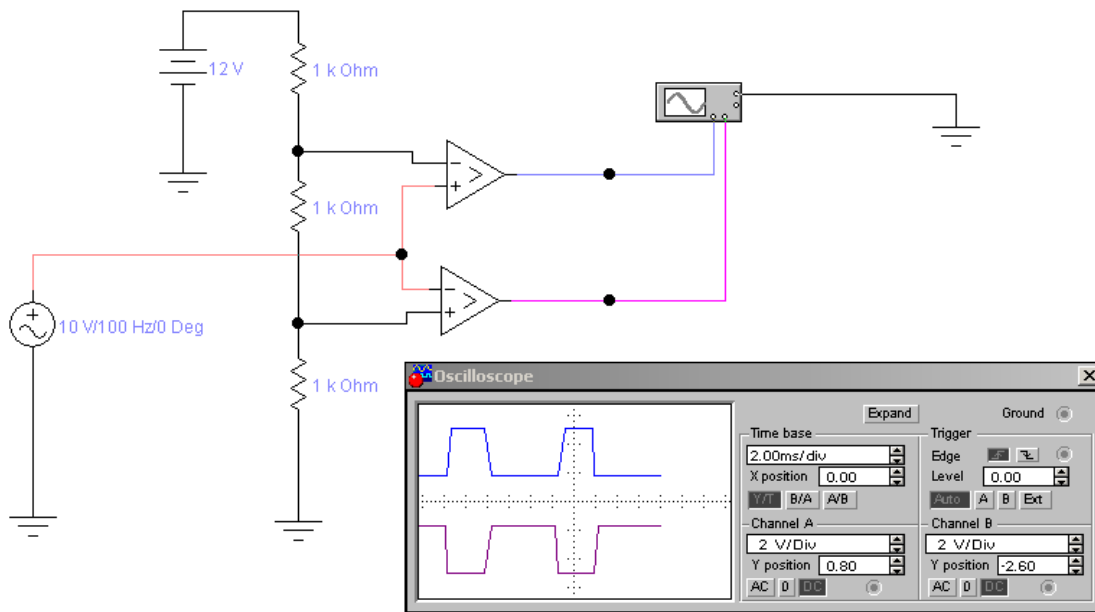 12 V
1 k Ohm
1 k Ohm
10 V/100 Hz/0 Deg
1 k Ohm
Oscilloscope
Expand Ground
Time base Trigger
2.00ms/div Edge
X position 0.00 Level 0.00
Y/T B/A A/B Auto A B Ext
Channel A Channel B
2 V/Div 2 V/Div
Y position 0.80 Y position -2.60
AC 0 DC AC 0 DC